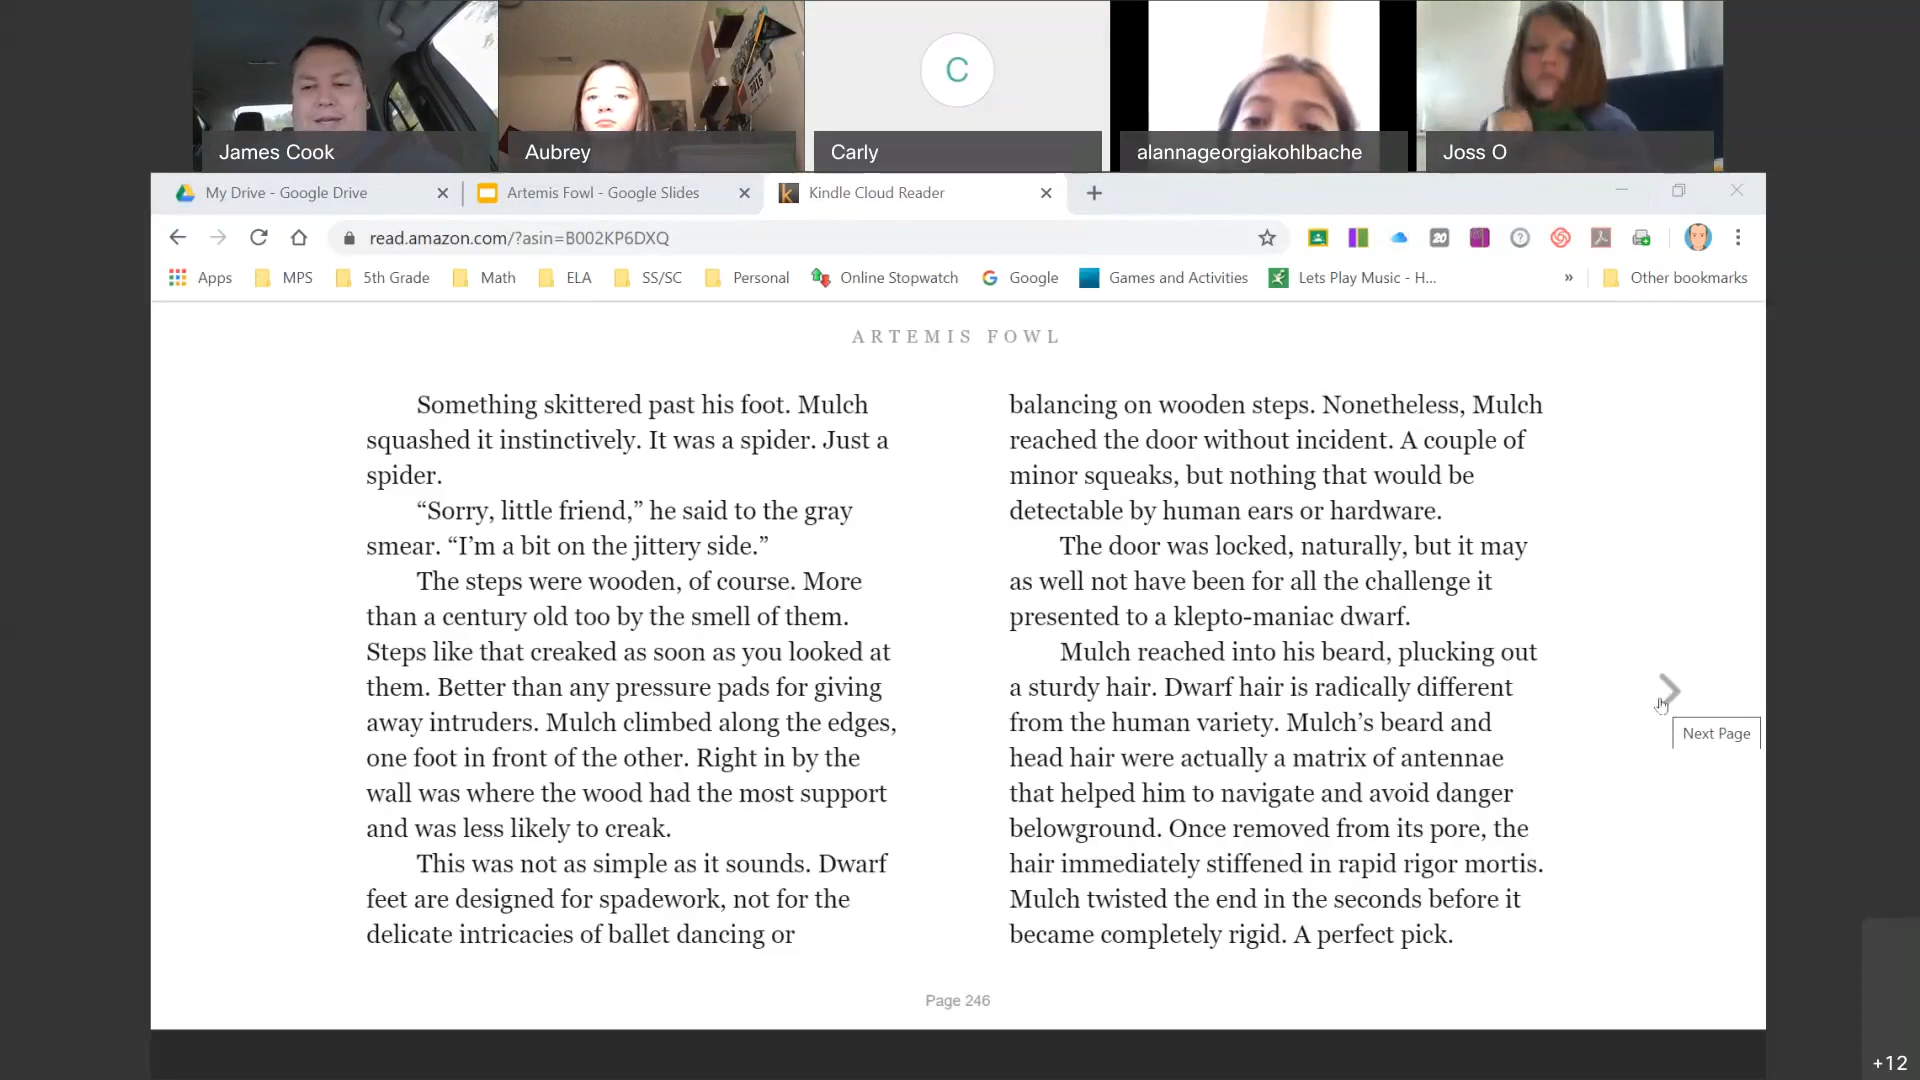 James Cook
Aubrey
2015
C
Carly
alannageorgiakohlbache
Joss O
My Drive - Google Drive
Artemis Fowl - Google Slides
Kindle Cloud Reader
read.amazon.com/?asin=B002KP6DXQ
20
Apps
MPS
5th Grade
Math
ELA
SS/SC
Personal
Online Stopwatch
Google
Games and Activities
Lets Play Music - H...
»
Other bookmarks
ARTEMIS FOWL
Something skittered past his foot. Mulch
squashed it instinctively. It was a spider. Just a
spider.
“Sorry, little friend,” he said to the gray
smear. “I’m a bit on the jittery side.”
The steps were wooden, of course. More
than a century old too by the smell of them.
Steps like that creaked as soon as you looked at
them. Better than any pressure pads for giving
away intruders. Mulch climbed along the edges,
one foot in front of the other. Right in by the
wall was where the wood had the most support
and was less likely to creak.
This was not as simple as it sounds. Dwarf
feet are designed for spadework, not for the
delicate intricacies of ballet dancing or
balancing on wooden steps. Nonetheless, Mulch
reached the door without incident. A couple of
minor squeaks, but nothing that would be
detectable by human ears or hardware.
The door was locked, naturally, but it may
as well not have been for all the challenge it
presented to a klepto-maniac dwarf.
Mulch reached into his beard, plucking out
a sturdy hair. Dwarf hair is radically different
from the human variety. Mulch’s beard and
head hair were actually a matrix of antennae
that helped him to navigate and avoid danger
belowground. Once removed from its pore, the
hair immediately stiffened in rapid rigor mortis.
Mulch twisted the end in the seconds before it
became completely rigid. A perfect pick.
Next Page
Page 246
+12